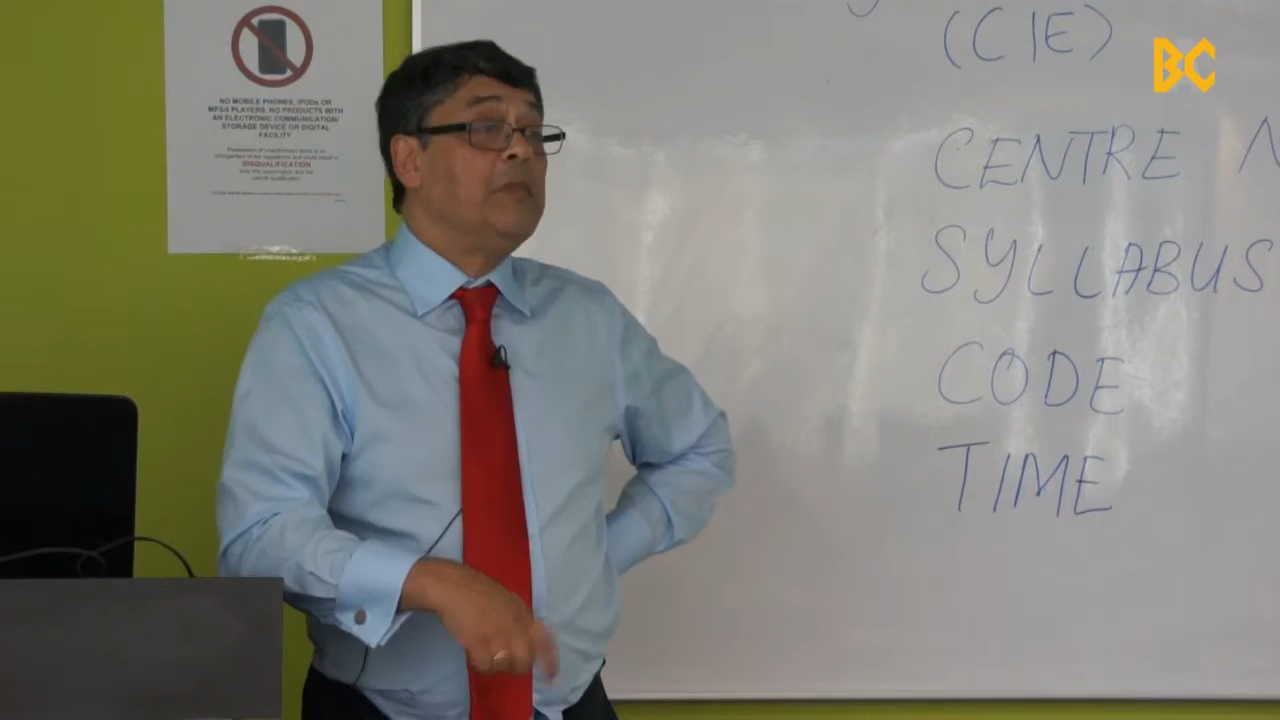 NO MOBILE PHONES, IPODs OR
MP3/4 PLAYERS. NO PRODUCTS WITH
AN ELECTRONIC COMMUNICATION/
STORAGE DEVICE OR DIGITAL
FACILITY
DISQUALIFICATION
(CIE)
CENTRE N
SYLLABUS
CODE
TIME
BC